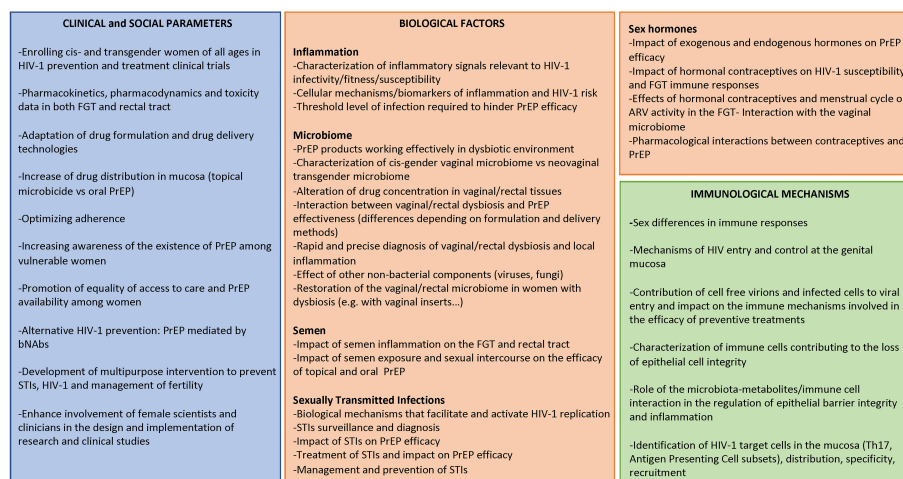 CLINICAL and SOCIAL PARAMETERS
-Enrolling cis- and transgender women of all ages in
HIV-1 prevention and treatment clinical trials
-Pharmacokinetics, pharmacodynamics and toxicity
data in both FGT and rectal tract
-Adaptation of drug formulation and drug delivery
technologies
-Increase of drug distribution in mucosa (topical
microbicide vs oral PrEP)
-Optimizing adherence
-Increasing awareness of the existence of PrEP among
vulnerable women
-Promotion of equality of access to care and PrEP
availability among women
-Alternative HIV-1 prevention: PrEP mediated by
bNAbs
-Development of multipurpose intervention to prevent
STIs, HIV-1 and management of fertility
-Enhance involvement of female scientists and
clinicians in the design and implementation of
research and clinical studies
BIOLOGICAL FACTORS
Inflammation
-Characterization of inflammatory signals relevant to HIV-1
infectivity/fitness/susceptibility
-Cellular mechanisms/biomarkers of inflammation and HIV risk
-Threshold level of infection required to hinder PrEP efficacy
Microbiome
-PrEP products working effectively in dysbiotic environment
-Characterization of cis-gender vaginal microbiome vs neovaginal
transgender microbiome
-Alteration of drug concentration in vaginal/rectal tissues
-Interaction between vaginal/rectal dysbiosis and PrEP
effectiveness (differences depending on formulation and delivery
methods)
-Rapid and precise diagnosis of vaginal/rectal dysbiosis and local
inflammation
-Effect of other non-bacterial components (viruses, fungi)
-Restoration of the vaginal/rectal microbiome in women with
dysbiosis (e.g. with vaginal inserts...)
Semen
-Impact of semen inflammation on the FGT and rectal tract
-Impact of semen exposure and sexual intercourse on the efficacy
of topical and oral PrEP
Sexually Transmitted Infections
-Biological mechanisms that facilitate and activate HIV-1 replication
-STIs surveillance and diagnosis
-Impact of STIs on PrEP efficacy
-Treatment of STIs and impact on PrEP efficacy
-Management and prevention of STIs
Sex hormones
-Impact of exogenous and endogenous hormones on PrEP
efficacy
-Impact of hormonal contraceptives on HIV-1 susceptibility
and FGT immune responses
-Effects of hormonal contraceptives and menstrual cycle o
ARV activity in the FGT- Interaction with the vaginal
microbiome
-Pharmacological interactions between contraceptives and
PrEP
IMMUNOLOGICAL MECHANISMS
-Sex differences in immune responses
-Mechanisms of HIV entry and control at the genital
mucosa
-Contribution of cell free virions and infected cells to viral
entry and impact on the immune mechanisms involved in
the efficacy of preventive treatments
-Characterization of immune cells contributing to the loss
of epithelial cell integrity
-Role of the microbiota-metabolites/immune cell
interaction in the regulation of epithelial barrier integrity
and inflammation
-Identification of HIV-1 target cells in the mucosa (Th17,
Antigen Presenting Cell subsets), distribution, specificity,
recruitment